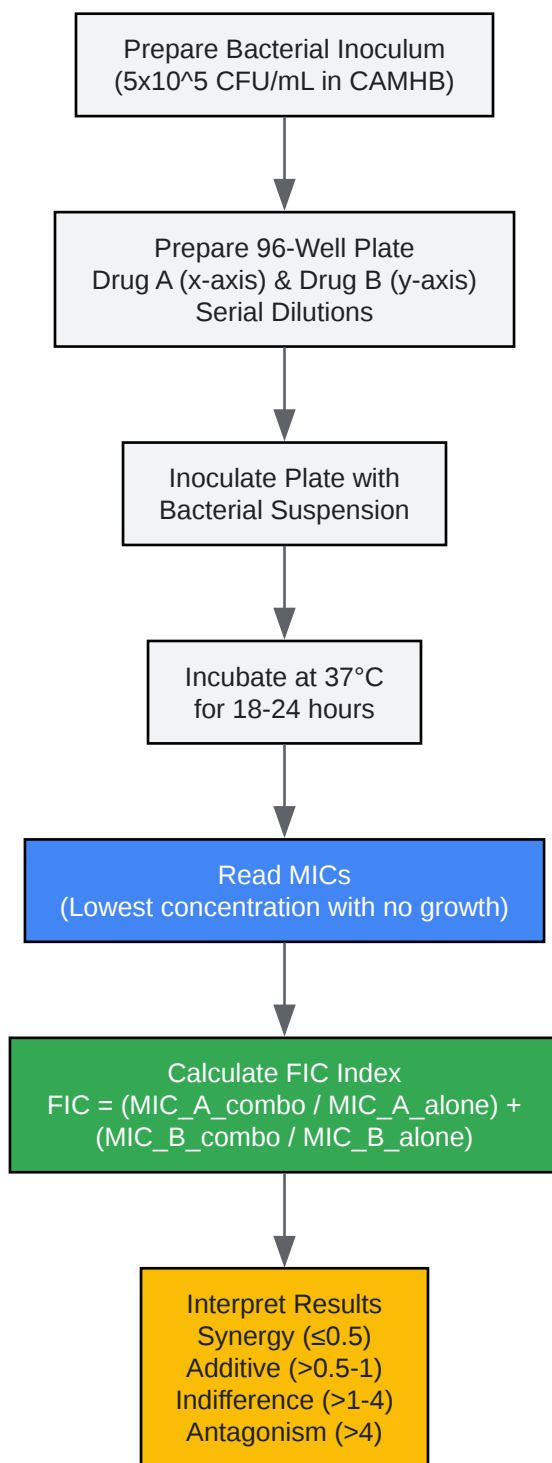 Prepare Bacterial Inoculum
(5x10^5 CFU/mL in CAMHB)
Prepare 96-Well Plate
Drug A (x-axis) & Drug B (y-axis)
Serial Dilutions
Inoculate Plate with
Bacterial Suspension
Incubate at 37°C
for 18-24 hours
Read MICs
(Lowest concentration with no growth)
Calculate FIC Index
FIC = (MIC_A_combo / MIC_A_alone) +
(MIC_B_combo / MIC_B_alone)
Interpret Results
Synergy (≤0.5)
Additive (>0.5-1)
Indifference (>1-4)
Antagonism (>4)